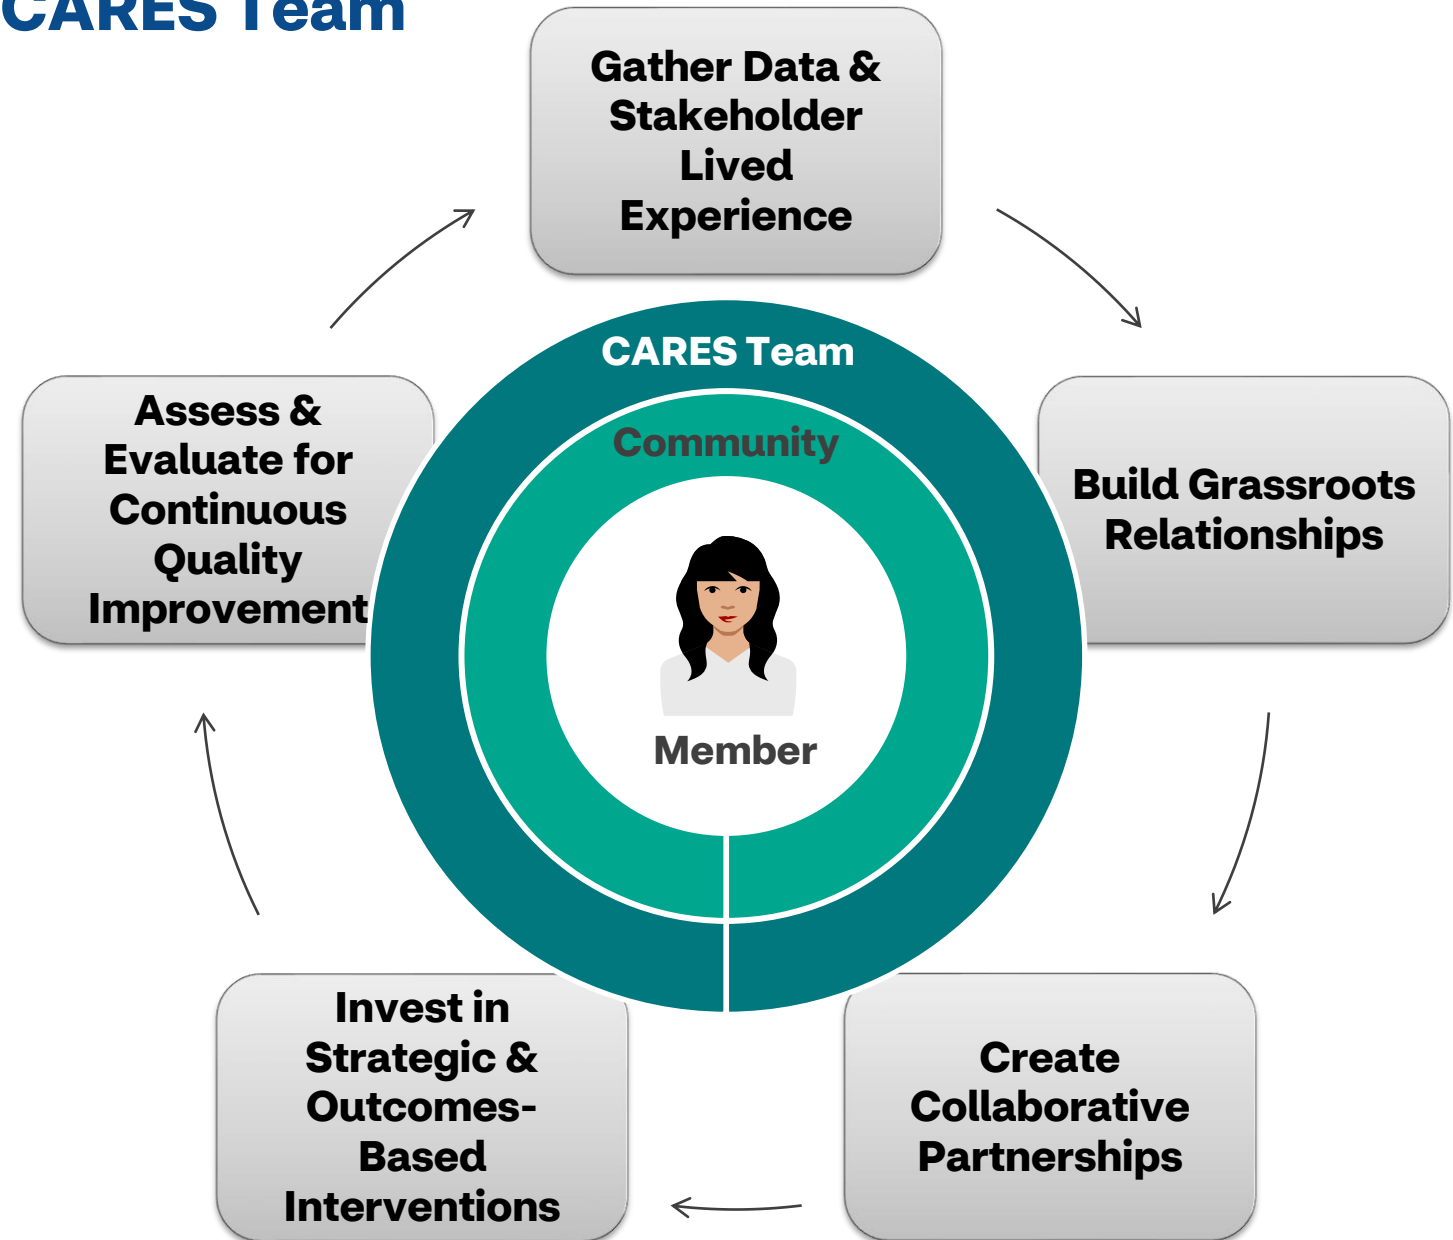 CARES Team
Gather Data &
Stakeholder
Lived
Experience
CARES Team
Community
Member
Build Grassroots
Relationships
Create
Collaborative
Partnerships
Invest in
Strategic &
Outcomes-
Based
Interventions
Assess &
Evaluate for
Continuous
Quality
Improvement